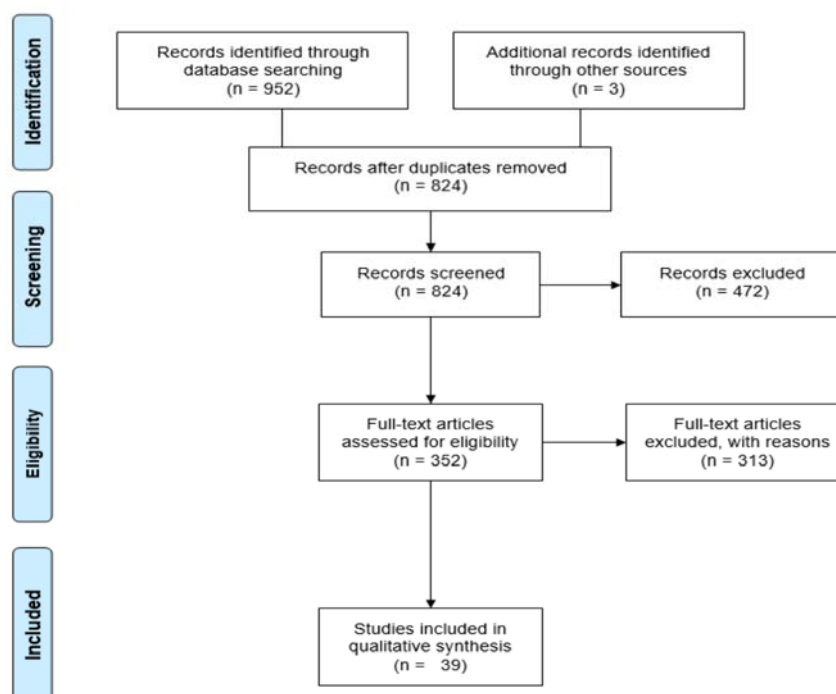 Identification
Records identified through
database searching
(n = 952)
Additional records identified
through other sources
(n = 3)
Records after duplicates removed
(n = 824)
Screening
Records screened
(n = 824)
Records excluded
(n = 472)
Eligibility
Full-text articles
assessed for eligibility
(n = 352)
Full-text articles
excluded, with reasons
(n = 313)
Included
Studies included in
qualitative synthesis
(n = 39)